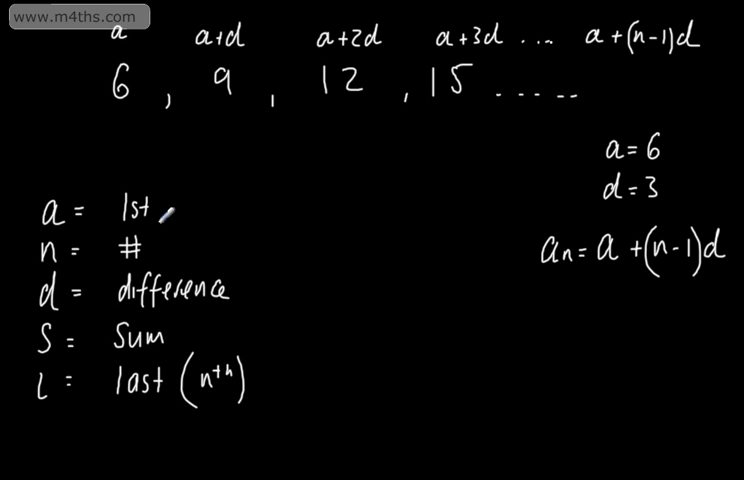 www.m4ths.com
a a+d a+2d a+3d .... a+(n-1)d
6 , 9 , 12 , 15 .....
a = 6
d = 3
an = a + (n-1)d
a = 1st
n = #
d = difference
S = Sum
L = last (nth)